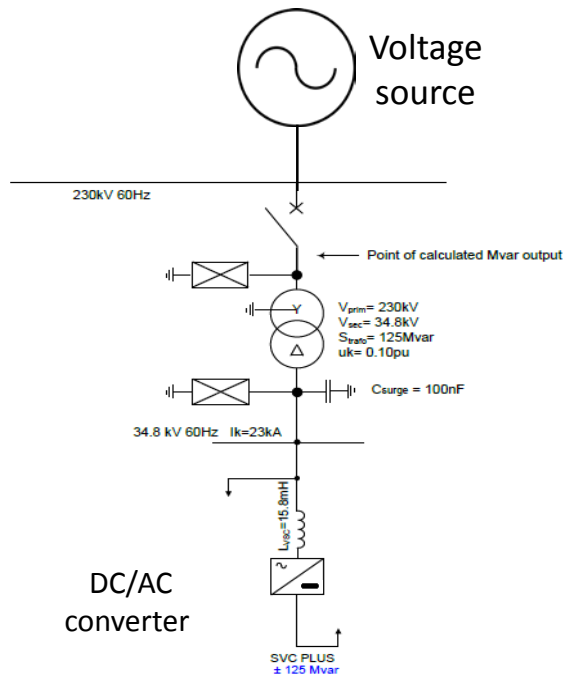 Voltage
source
230kV 60Hz
Point of calculated Mvar output
Y
Vprim= 230kV
Vsec= 34.8kV
Strafo= 125Mvar
uk= 0.10pu
Δ
Csurge = 100nF
34.8 kV 60Hz Ik=23kA
LVSC=15.8mH
DC/AC
converter
SVC PLUS
± 125 Mvar